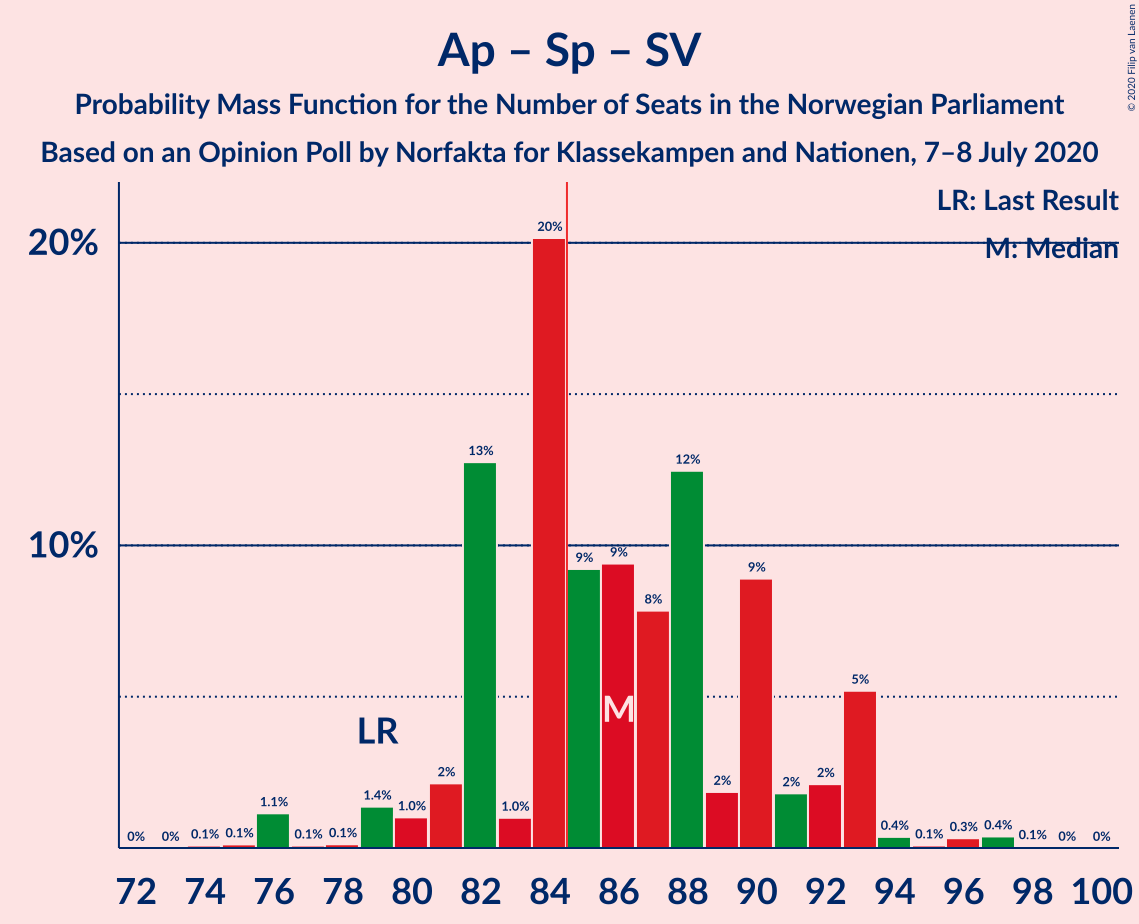 Ap – Sp – SV
Probability Mass Function for the Number of Seats in the Norwegian Parliament
Based on an Opinion Poll by Norfakta for Klassekampen and Nationen, 7–8 July 2020
© 2020 Filip van Laenen
LR: Last Result
M: Median
20%
10%
0% 0% 0.1% 0.1% 1.1% 0.1% 0.1% 1.4% 1.0% 2% 13% 1.0% 20% 9% 9% 8% 12% 2% 9% 2% 2% 5% 0.4% 0.1% 0.3% 0.4% 0.1% 0% 0%
LR
M
72 74 76 78 80 82 84 86 88 90 92 94 96 98 100